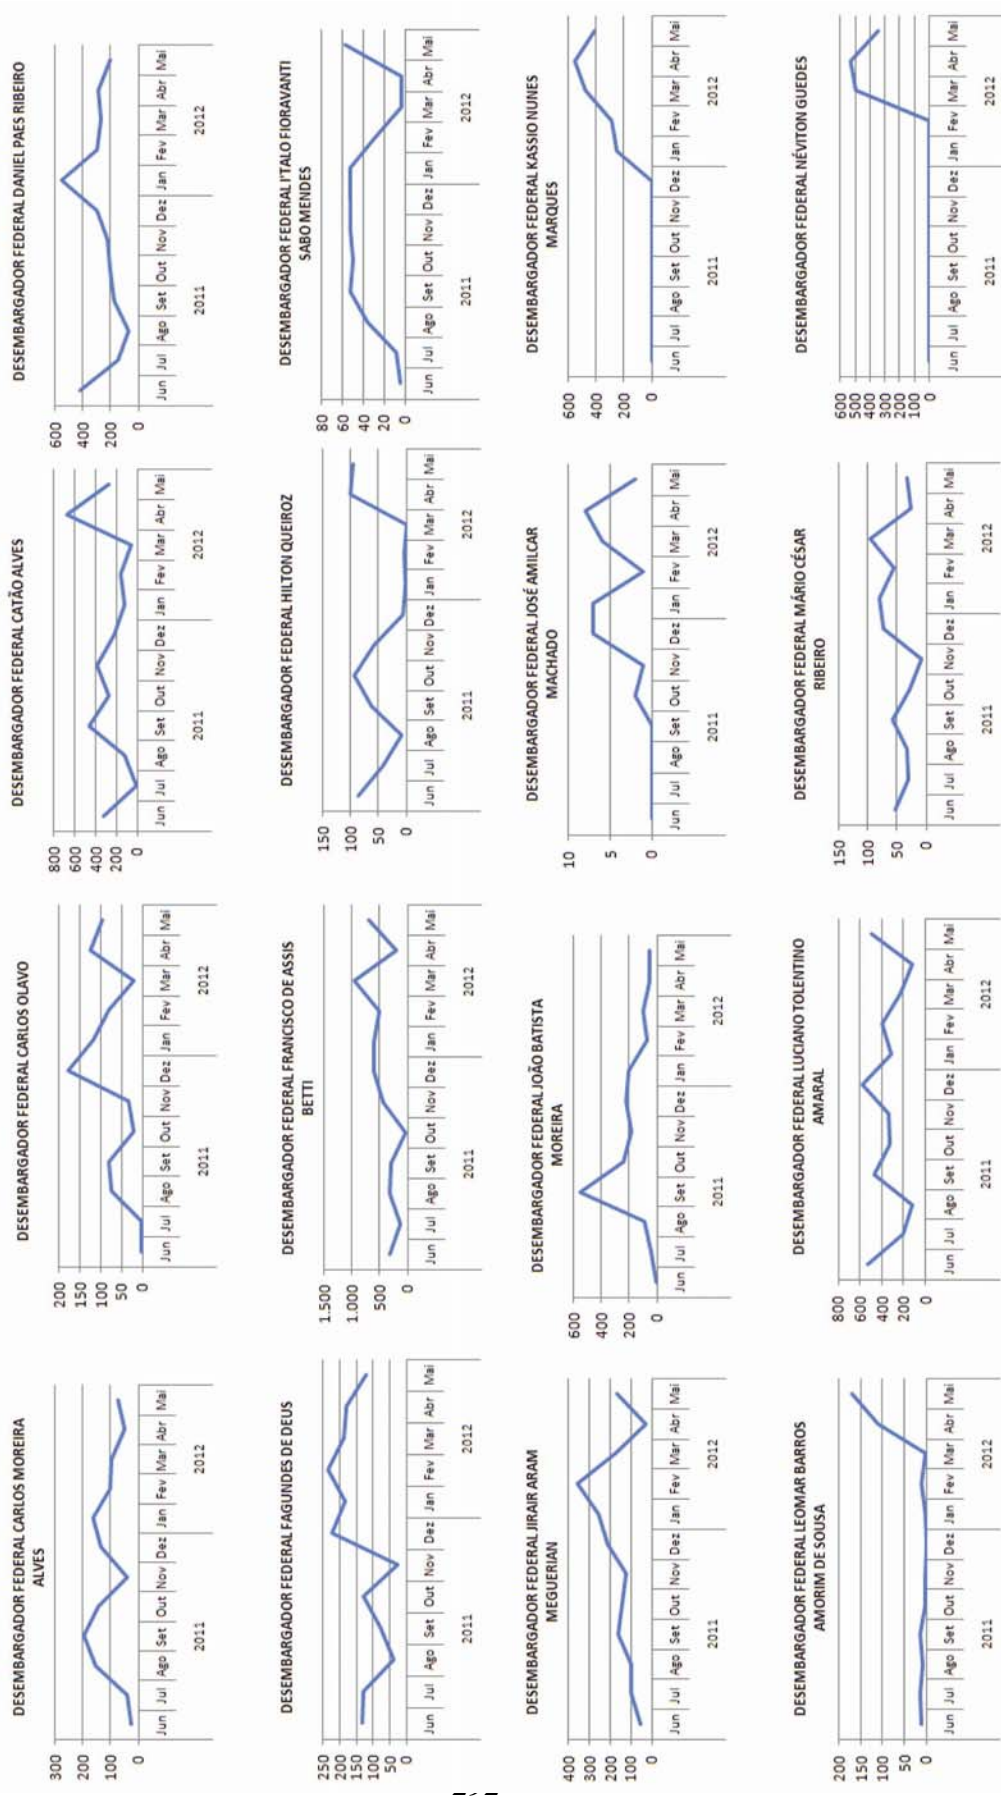 DESEMBARGADOR FEDERAL CARLOS MOREIRA
ALVES
300
200
100
0
Jun Jul Ago Set Out Nov Dez Jan Fev Mar Abr Mai
2011 2012
DESEMBARGADOR FEDERAL CARLOS OLAVO
200
150
100
50
0
Jun Jul Ago Set Out Nov Dez Jan Fev Mar Abr Mai
2011 2012
DESEMBARGADOR FEDERAL CATÃO ALVES
800
600
400
200
0
Jun Jul Ago Set Out Nov Dez Jan Fev Mar Abr Mai
2011 2012
DESEMBARGADOR FEDERAL DANIEL PAES RIBEIRO
600
400
200
0
Jun Jul Ago Set Out Nov Dez Jan Fev Mar Abr Mai
2011 2012
DESEMBARGADOR FEDERAL FAGUNDES DE DEUS
250
200
150
100
50
0
Jun Jul Ago Set Out Nov Dez Jan Fev Mar Abr Mai
2011 2012
DESEMBARGADOR FEDERAL FRANCISCO DE ASSIS
BETTI
1.500
1.000
500
0
Jun Jul Ago Set Out Nov Dez Jan Fev Mar Abr Mai
2011 2012
DESEMBARGADOR FEDERAL HILTON QUEIROZ
150
100
50
0
Jun Jul Ago Set Out Nov Dez Jan Fev Mar Abr Mai
2011 2012
DESEMBARGADOR FEDERAL I'TALO FIORAVANTI
SABO MENDES
80
60
40
20
0
Jun Jul Ago Set Out Nov Dez Jan Fev Mar Abr Mai
2011 2012
DESEMBARGADOR FEDERAL JIRAIR ARAM
MEGUERIAN
400
300
200
100
0
Jun Jul Ago Set Out Nov Dez Jan Fev Mar Abr Mai
2011 2012
DESEMBARGADOR FEDERAL JOÃO BATISTA
MOREIRA
600
400
200
0
Jun Jul Ago Set Out Nov Dez Jan Fev Mar Abr Mai
2011 2012
DESEMBARGADOR FEDERAL JOSÉ AMILCAR
MACHADO
10
5
0
Jun Jul Ago Set Out Nov Dez Jan Fev Mar Abr Mai
2011 2012
DESEMBARGADOR FEDERAL KASSIO NUNES
MARQUES
600
400
200
0
Jun Jul Ago Set Out Nov Dez Jan Fev Mar Abr Mai
2011 2012
DESEMBARGADOR FEDERAL LEOMAR BARROS
AMORIM DE SOUSA
200
150
100
50
0
Jun Jul Ago Set Out Nov Dez Jan Fev Mar Abr Mai
2011 2012
DESEMBARGADOR FEDERAL LUCIANO TOLENTINO
AMARAL
800
600
400
200
0
Jun Jul Ago Set Out Nov Dez Jan Fev Mar Abr Mai
2011 2012
DESEMBARGADOR FEDERAL MÁRIO CÉSAR
RIBEIRO
150
100
50
0
Jun Jul Ago Set Out Nov Dez Jan Fev Mar Abr Mai
2011 2012
DESEMBARGADOR FEDERAL NÉVITON GUEDES
600
500
400
300
200
100
0
Jun Jul Ago Set Out Nov Dez Jan Fev Mar Abr Mai
2011 2012